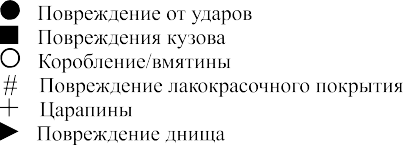 ● Повреждение от ударов
■ Повреждения кузова
○ Коробление/вмятины
# Повреждение лакокрасочного покрытия
+ Царапины
► Повреждение днища